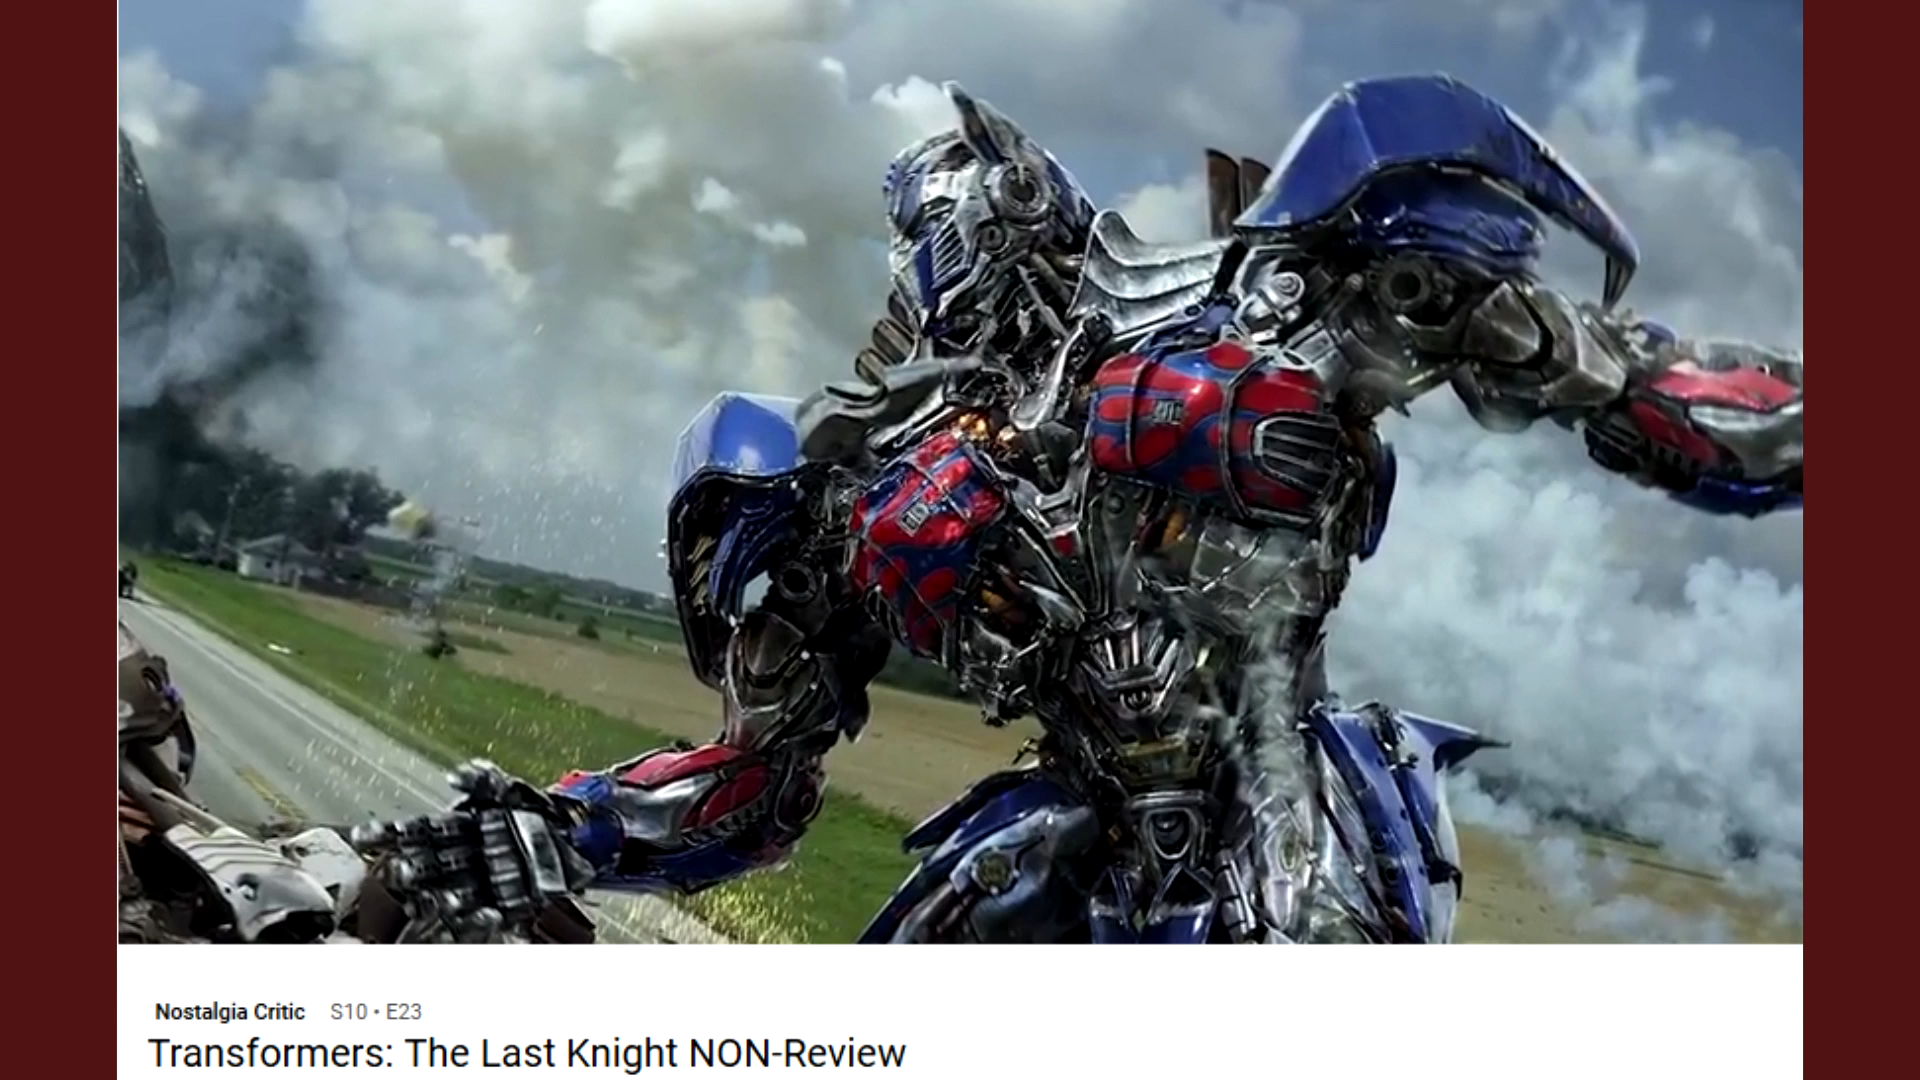 Nostalgia Critic S10 • E23
Transformers: The Last Knight NON-Review